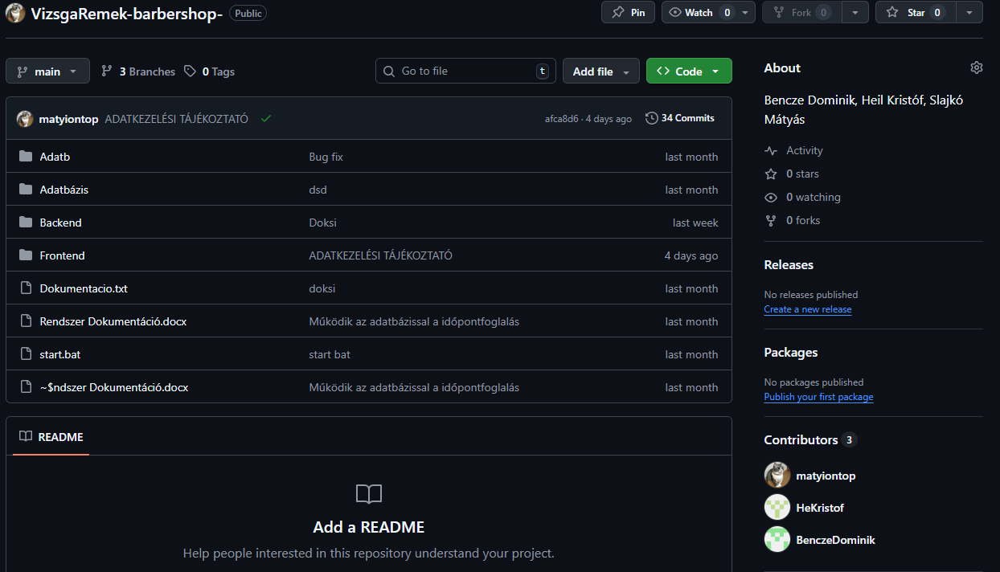 VizsgaRemek-barbershop- Public Pin Watch 0 Fork 0 Star 0
main 3 Branches 0 Tags Go to file t Add file Code
matyiontop ADATKEZELÉSI TÁJÉKOZTATÓ afca8d6 · 4 days ago 34 Commits
Adatb Bug fix last month
Adatbázis dsd last month
Backend Doksi last week
Frontend ADATKEZELÉSI TÁJÉKOZTATÓ 4 days ago
Dokumentacio.txt doksi last month
Rendszer Dokumentáció.docx Működik az adatbázissal a időpontfoglalás last month
start.bat start bat last month
~$ndszer Dokumentáció.docx Működik az adatbázissal a időpontfoglalás last month
README
Add a README
Help people interested in this repository understand your project.
About
Bencze Dominik, Heil Kristóf, Slajkó
Mátyás
Activity
0 stars
0 watching
0 forks
Releases
No releases published
Create a new release
Packages
No packages published
Publish your first package
Contributors 3
matyiontop
HeKristof
BenczeDominik